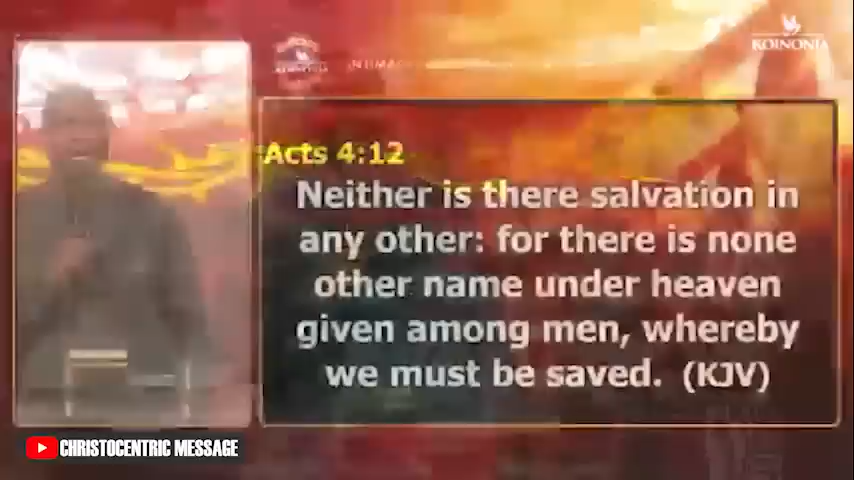 KOINONIA
Acts 4:12
Neither is there salvation in
any other: for there is none
other name under heaven
given among men, whereby
we must be saved. (KJV)
CHRISTOCENTRIC MESSAGE